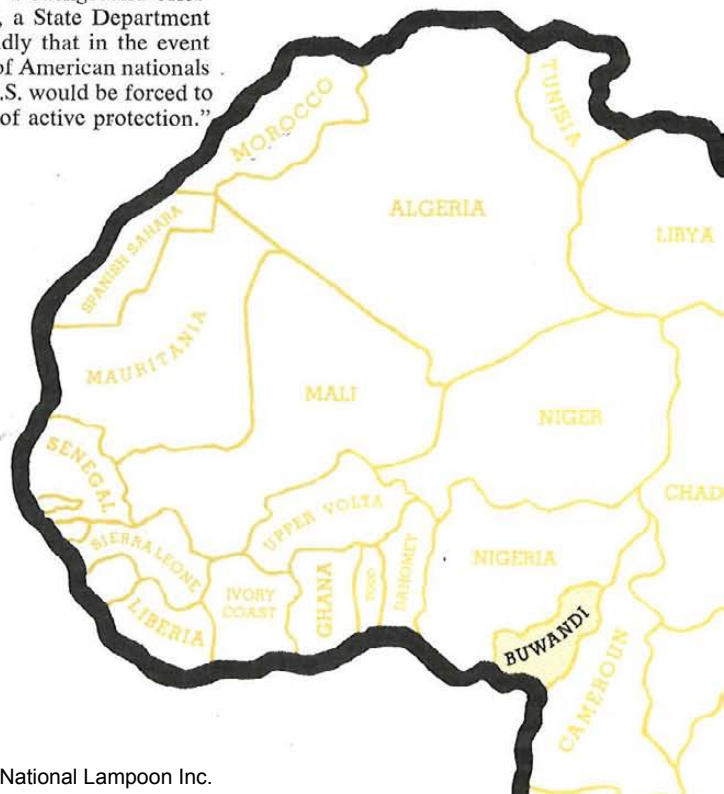 , a State Department
dly that in the event
of American nationals
.S. would be forced to
of active protection.”
MOROCCO
TUNISIA
ALGERIA
LIBYA
SPANISH SAHARA
MAURITANIA
MALI
NIGER
SENEGAL
CHAD
UPPER VOLTA
SIERRA LEONE
NIGERIA
IVORY
COAST
GHANA
TOGO
DAHOMEY
LIBERIA
BUWANDI
CAMEROUN
National Lampoon Inc.